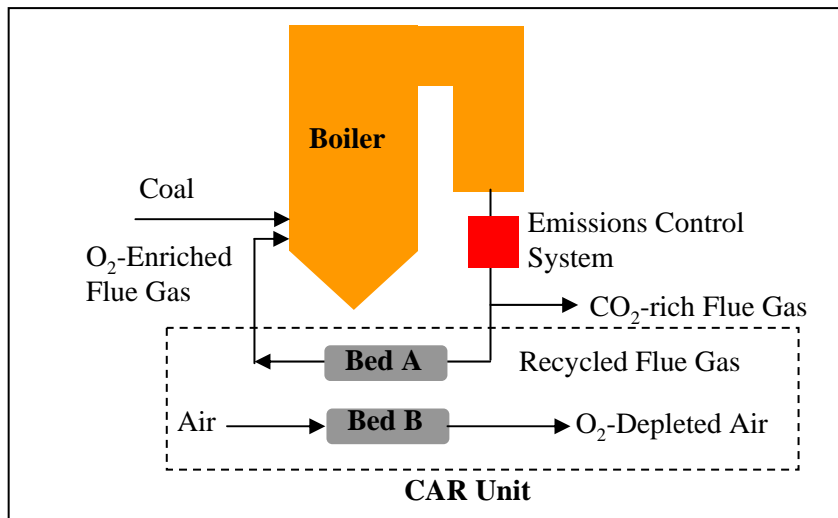 Boiler
Coal
O₂-Enriched
Flue Gas
Emissions Control
System
CO₂-rich Flue Gas
Bed A
Recycled Flue Gas
Air
Bed B
O₂-Depleted Air
CAR Unit